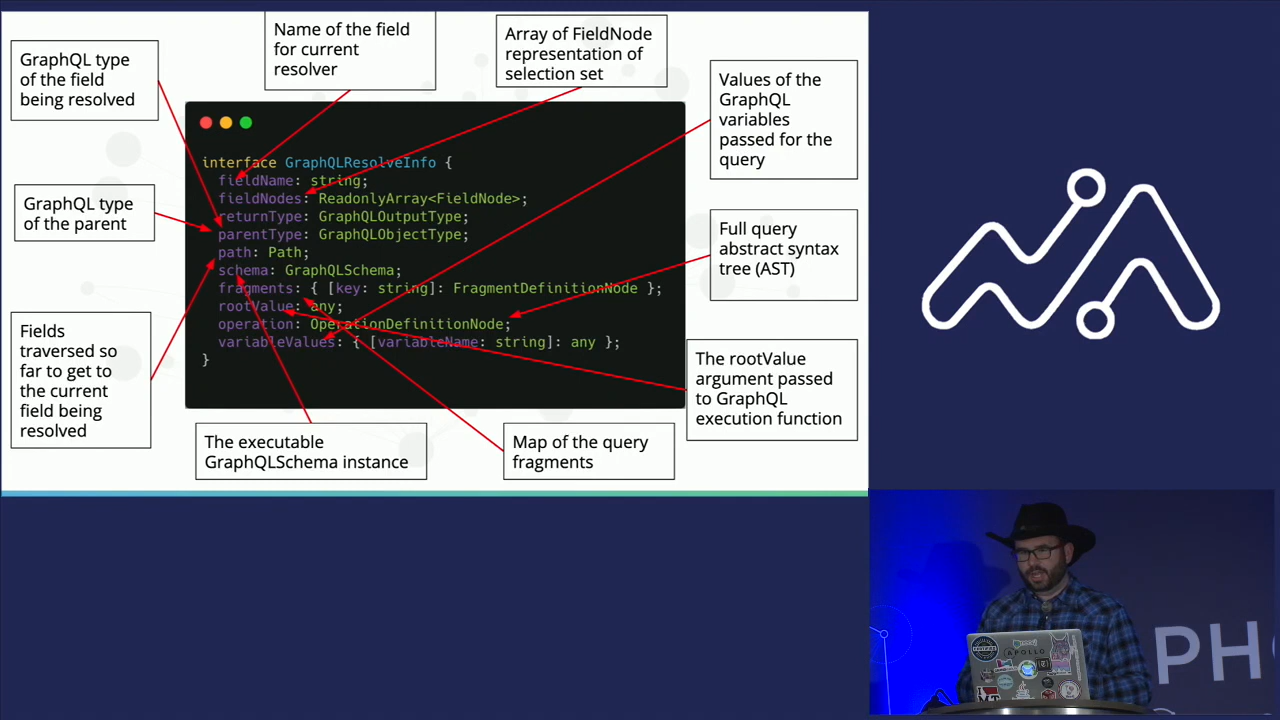 GraphQL type
of the field
being resolved
Name of the field
for current
resolver
Array of FieldNode
representation of
selection set
Values of the
GraphQL
variables
passed for the
query
GraphQL type
of the parent
Full query
abstract syntax
tree (AST)
Fields
traversed so
far to get to
the current
field being
resolved
The rootValue
argument passed
to GraphQL
execution function
The executable
GraphQLSchema instance
Map of the query
fragments
interface GraphQLResolveInfo {
fieldName: string;
fieldNodes: ReadonlyArray<FieldNode>;
returnType: GraphQLOutputType;
parentType: GraphQLObjectType;
path: Path;
schema: GraphQLSchema;
fragments: { [key: string]: FragmentDefinitionNode };
rootValue: any;
operation: OperationDefinitionNode;
variableValues: { [variableName: string]: any };
}
APOLLO
PH